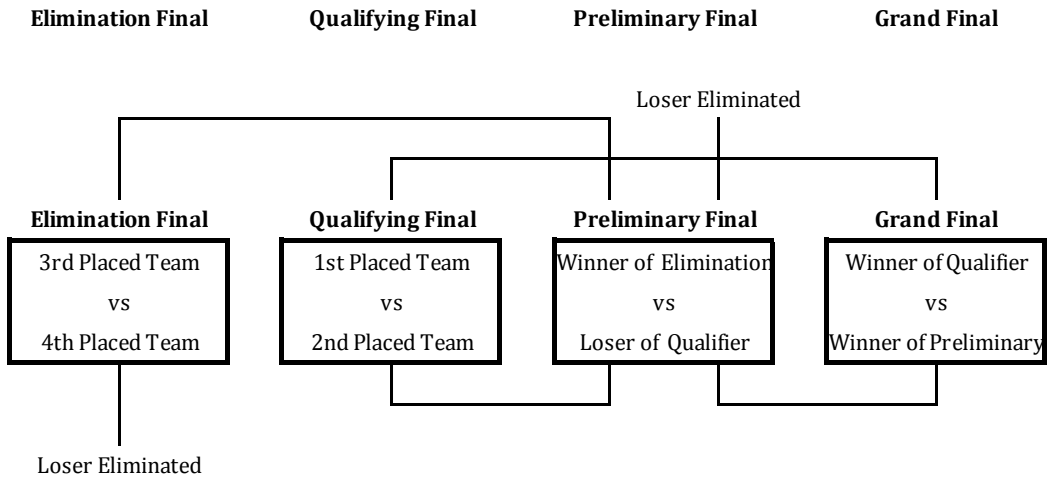 Elimination Final
Qualifying Final
Preliminary Final
Grand Final
Loser Eliminated
Elimination Final
3rd Placed Team
vs
4th Placed Team
Qualifying Final
1st Placed Team
vs
2nd Placed Team
Preliminary Final
Winner of Elimination
vs
Loser of Qualifier
Grand Final
Winner of Qualifier
vs
Winner of Preliminary
Loser Eliminated